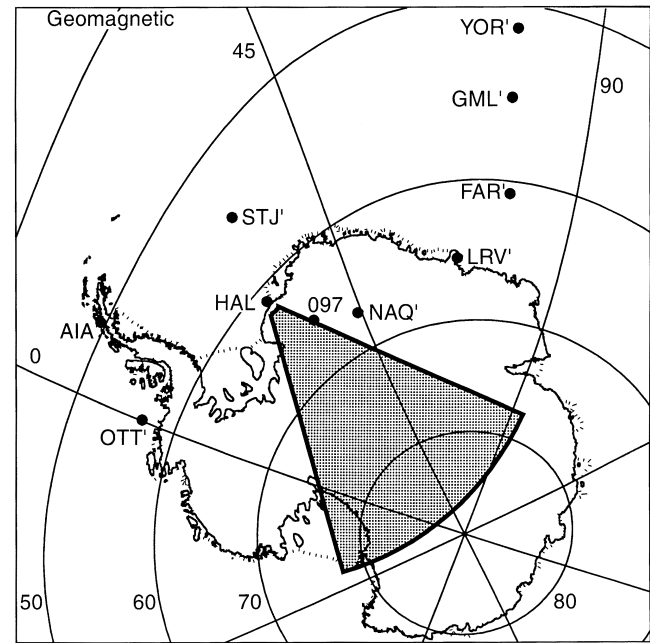 Geomagnetic
YOR'
45
90
GML'
FAR'
STJ'
LRV'
HAL
097
NAQ'
AIA
0
OTT'
50
60
70
80